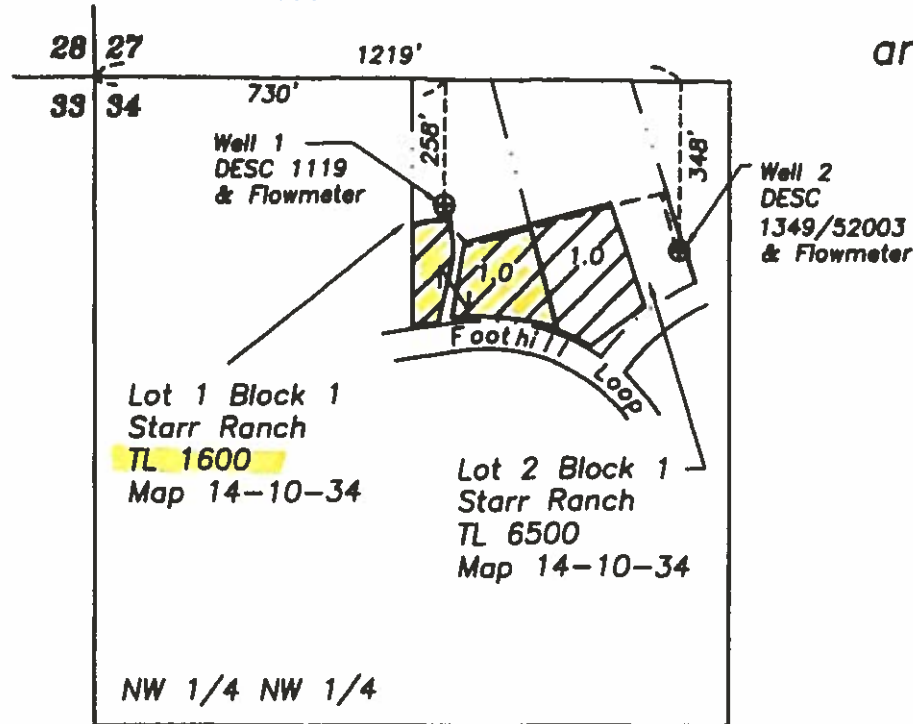 28 27
33 34
1219'
ar
730'
258'
348'
Well 1
DESC 1119
& Flowmeter
Well 2
DESC
1349/52003
& Flowmeter
1.0
1.0
Foothill
Loop
Lot 1 Block 1
Starr Ranch
TL 1600
Map 14-10-34
Lot 2 Block 1
Starr Ranch
TL 6500
Map 14-10-34
NW 1/4 NW 1/4